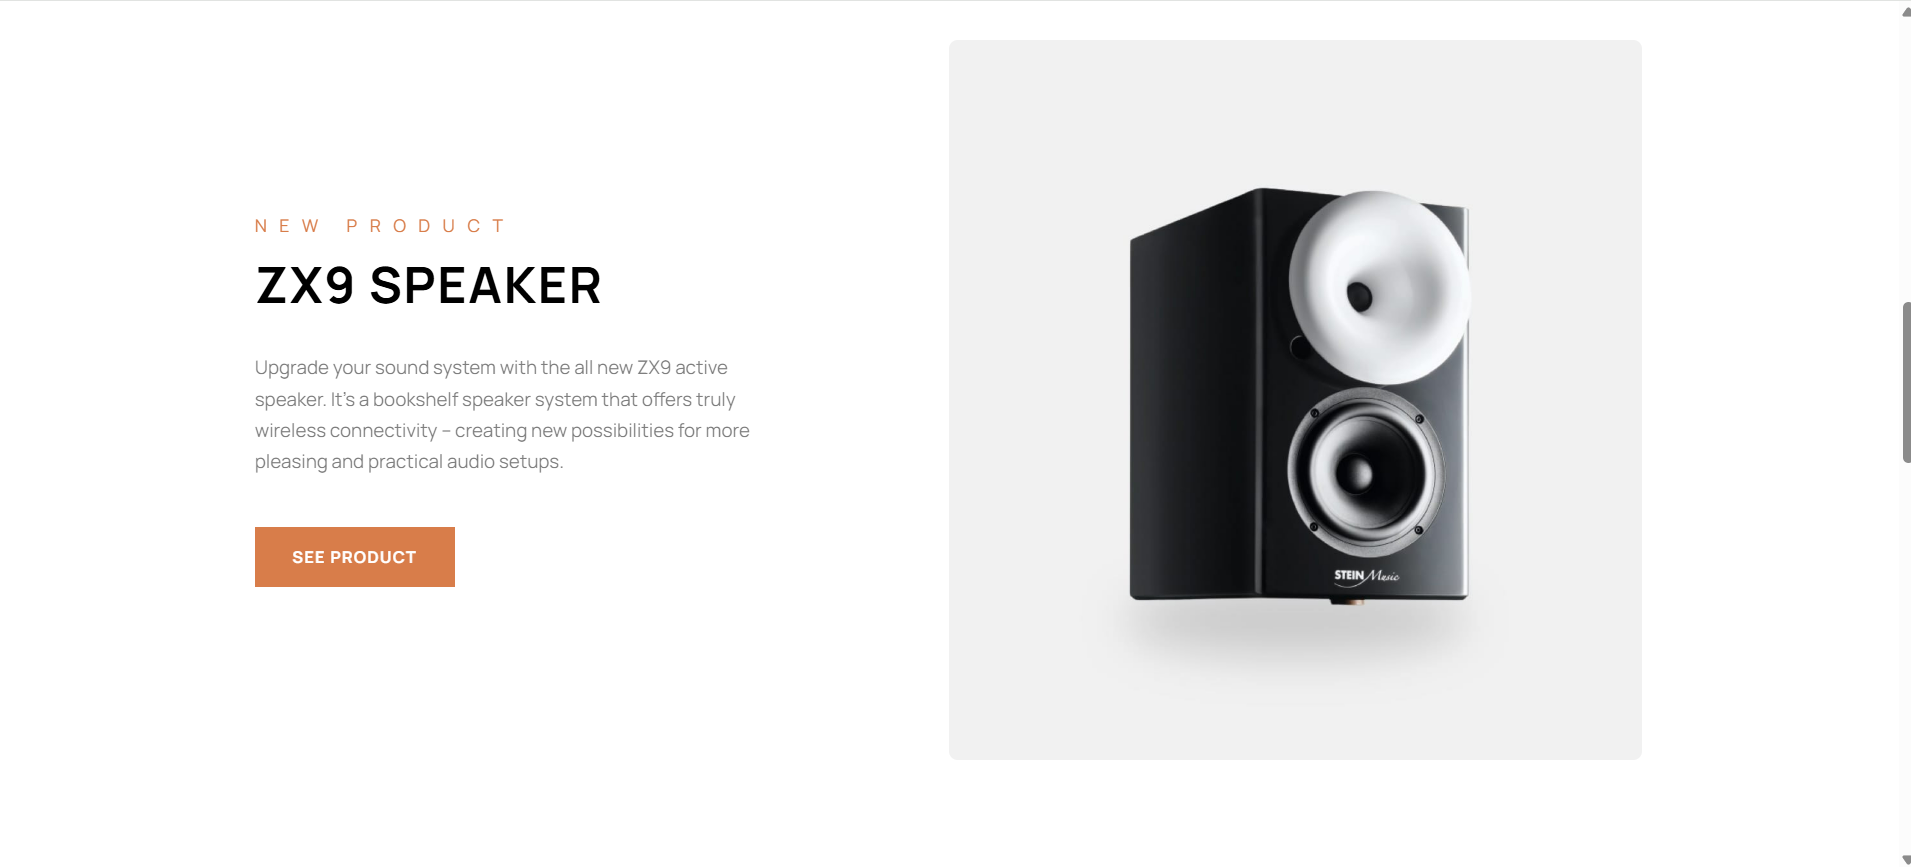 NEW PRODUCT
ZX9 SPEAKER
Upgrade your sound system with the all new ZX9 active
speaker. It’s a bookshelf speaker system that offers truly
wireless connectivity – creating new possibilities for more
pleasing and practical audio setups.
SEE PRODUCT
STEIN Music